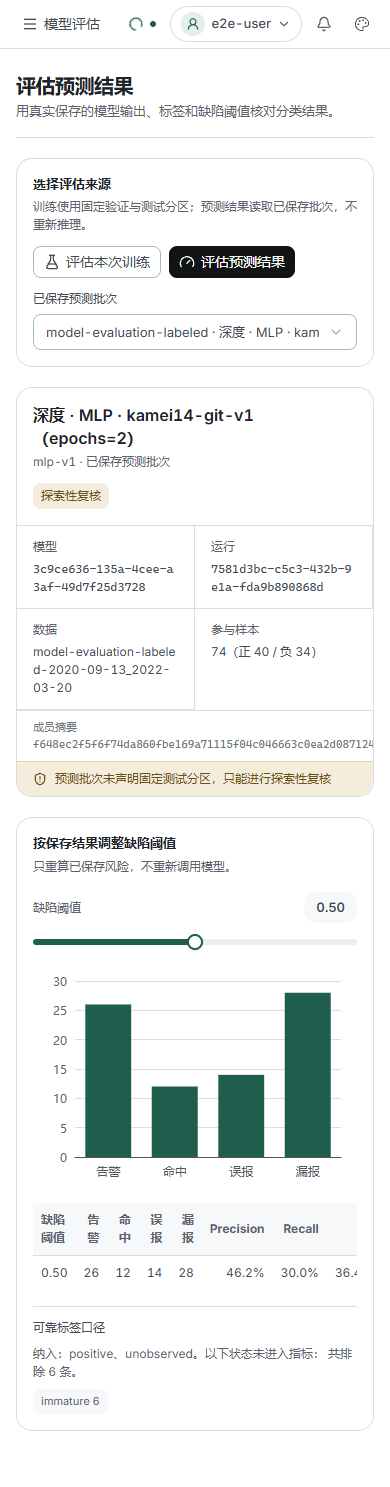 模型评估
e2e-user
评估预测结果
用真实保存的模型输出、标签和缺陷阈值核对分类结果。
选择评估来源
训练使用固定验证与测试分区；预测结果读取已保存批次，不
重新推理。
评估本次训练
评估预测结果
已保存预测批次
model-evaluation-labeled · 深度 · MLP · kam
深度 · MLP · kamei14-git-v1
（epochs=2）
mlp-v1 · 已保存预测批次
探索性复核
模型
运行
3c9ce636-135a-4cee-a
3af-49d7f25d3728
7581d3bc-c5c3-432b-9
e1a-fda9b890868d
数据
参与样本
model-evaluation-labele
d-2020-09-13_2022-
03-20
74（正 40 / 负 34）
成员摘要
f648ec2f5f6f74da860fbe169a71115f04c046663c0ea2d087124
预测批次未声明固定测试分区，只能进行探索性复核
按保存结果调整缺陷阈值
只重算已保存风险，不重新调用模型。
缺陷阈值
0.50
30
25
20
15
10
5
0
告警 命中 误报 漏报
缺陷阈值 告警 命中 误报 漏报 Precision Recall
0.50 26 12 14 28 46.2% 30.0% 36.4
可靠标签口径
纳入：positive、unobserved。以下状态未进入指标： 共排
除 6 条。
immature 6